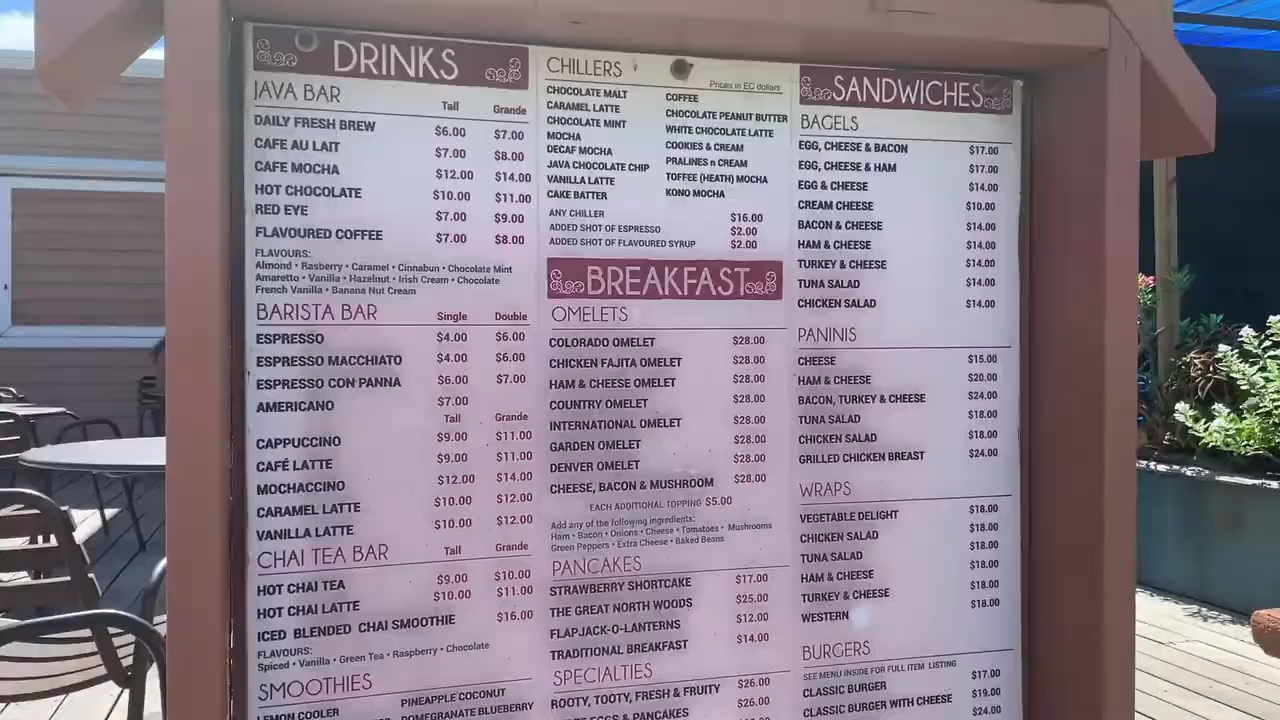 DRINKS
JAVA BAR Tall Grande
DAILY FRESH BREW $6.00 $7.00
CAFE AU LAIT $7.00 $8.00
CAFE MOCHA $12.00 $14.00
HOT CHOCOLATE $10.00 $11.00
RED EYE $7.00 $9.00
FLAVOURED COFFEE $7.00 $8.00
FLAVOURS:
Almond • Rasberry • Caramel • Cinnabun • Chocolate Mint
Amaretto • Vanilla • Hazelnut • Irish Cream • Chocolate
French Vanilla • Banana Nut Cream
BARISTA BAR Single Double
ESPRESSO $4.00 $6.00
ESPRESSO MACCHIATO $4.00 $6.00
ESPRESSO CON PANNA $6.00 $7.00
AMERICANO $7.00
Tall Grande
CAPPUCCINO $9.00 $11.00
CAFÉ LATTE $9.00 $11.00
MOCHACCINO $12.00 $14.00
CARAMEL LATTE $10.00 $12.00
VANILLA LATTE $10.00 $12.00
CHAI TEA BAR Tall Grande
HOT CHAI TEA $9.00 $10.00
HOT CHAI LATTE $10.00 $11.00
ICED BLENDED CHAI SMOOTHIE $16.00
FLAVOURS:
Spiced • Vanilla • Green Tea • Raspberry • Chocolate
SMOOTHIES
LEMON COOLER PINEAPPLE COCONUT
POMEGRANATE BLUEBERRY
CHILLERS
Prices in EC dollars
CHOCOLATE MALT COFFEE
CARAMEL LATTE CHOCOLATE PEANUT BUTTER
CHOCOLATE MINT WHITE CHOCOLATE LATTE
MOCHA COOKIES & CREAM
DECAF MOCHA PRALINES n CREAM
JAVA CHOCOLATE CHIP TOFFEE (HEATH) MOCHA
VANILLA LATTE KONO MOCHA
CAKE BATTER
ANY CHILLER $16.00
ADDED SHOT OF ESPRESSO $2.00
ADDED SHOT OF FLAVOURED SYRUP $2.00
BREAKFAST
OMELETS
COLORADO OMELET $28.00
CHICKEN FAJITA OMELET $28.00
HAM & CHEESE OMELET $28.00
COUNTRY OMELET $28.00
INTERNATIONAL OMELET $28.00
GARDEN OMELET $28.00
DENVER OMELET $28.00
CHEESE, BACON & MUSHROOM $28.00
EACH ADDITIONAL TOPPING $5.00
Add any of the following ingredients:
Ham • Bacon • Onions • Cheese • Tomatoes • Mushrooms
Green Peppers • Extra Cheese • Baked Beans
PANCAKES
STRAWBERRY SHORTCAKE $17.00
THE GREAT NORTH WOODS $25.00
FLAPJACK-O-LANTERNS $12.00
TRADITIONAL BREAKFAST $14.00
SPECIALTIES
ROOTY, TOOTY, FRESH & FRUITY $26.00
EGGS & PANCAKES $26.00
SANDWICHES
BAGELS
EGG, CHEESE & BACON $17.00
EGG, CHEESE & HAM $17.00
EGG & CHEESE $14.00
CREAM CHEESE $10.00
BACON & CHEESE $14.00
HAM & CHEESE $14.00
TURKEY & CHEESE $14.00
TUNA SALAD $14.00
CHICKEN SALAD $14.00
PANINIS
CHEESE $15.00
HAM & CHEESE $20.00
BACON, TURKEY & CHEESE $24.00
TUNA SALAD $18.00
CHICKEN SALAD $18.00
GRILLED CHICKEN BREAST $24.00
WRAPS
VEGETABLE DELIGHT $18.00
CHICKEN SALAD $18.00
TUNA SALAD $18.00
HAM & CHEESE $18.00
TURKEY & CHEESE $18.00
WESTERN $18.00
BURGERS
SEE MENU INSIDE FOR FULL ITEM LISTING
CLASSIC BURGER $17.00
CLASSIC BURGER WITH CHEESE $19.00
$24.00